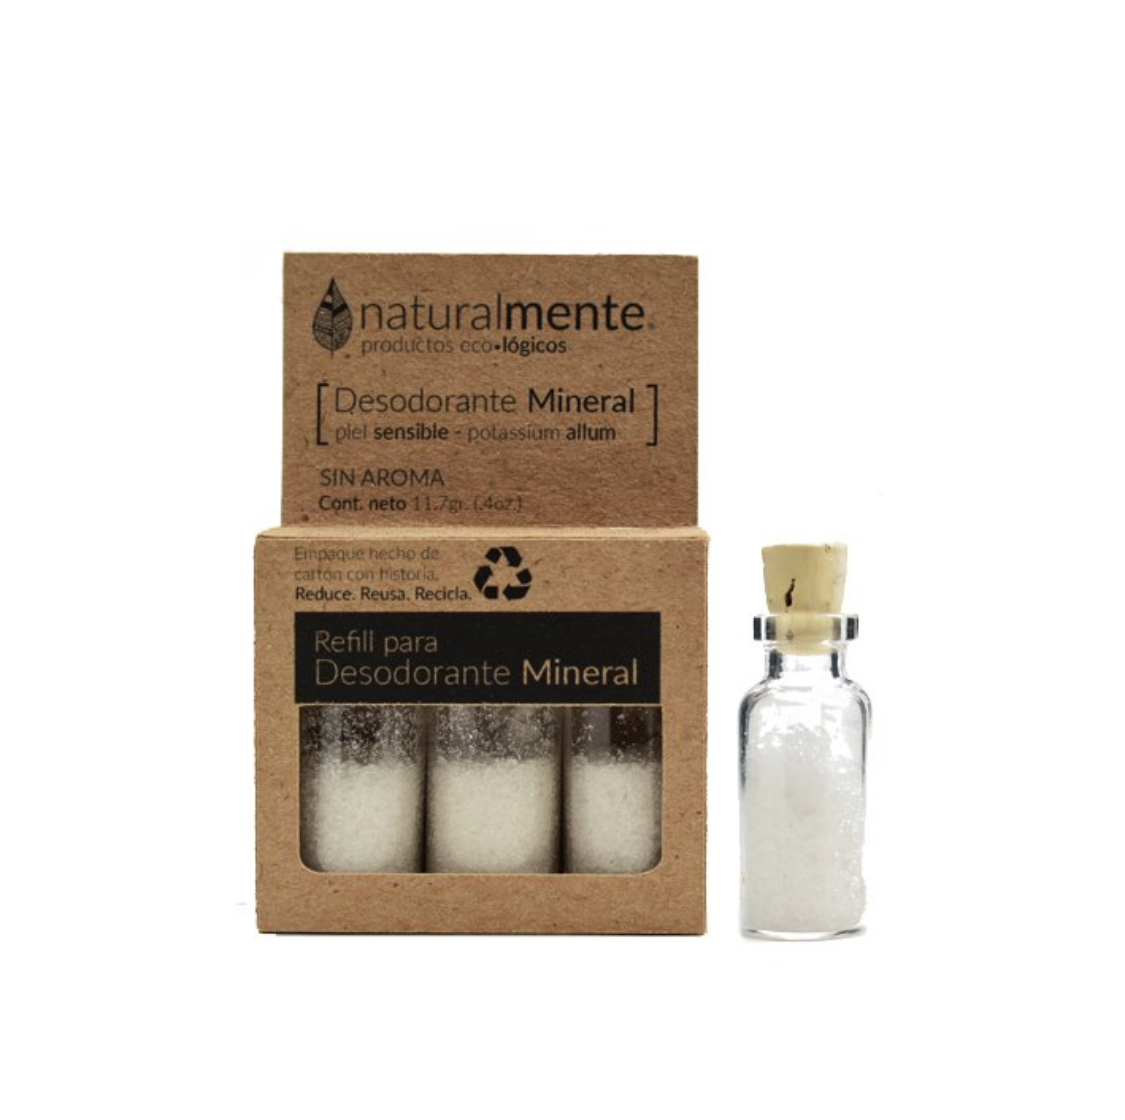 naturalmente
productos eco•lógicos
[Desodorante Mineral]
piel sensible - potassium allum
SIN AROMA
Cont. neto 11.7gr. (.4oz.)
Empaque hecho de
cartón con historia.
Reduce. Reusa. Recicla.
Refill para
Desodorante Mineral